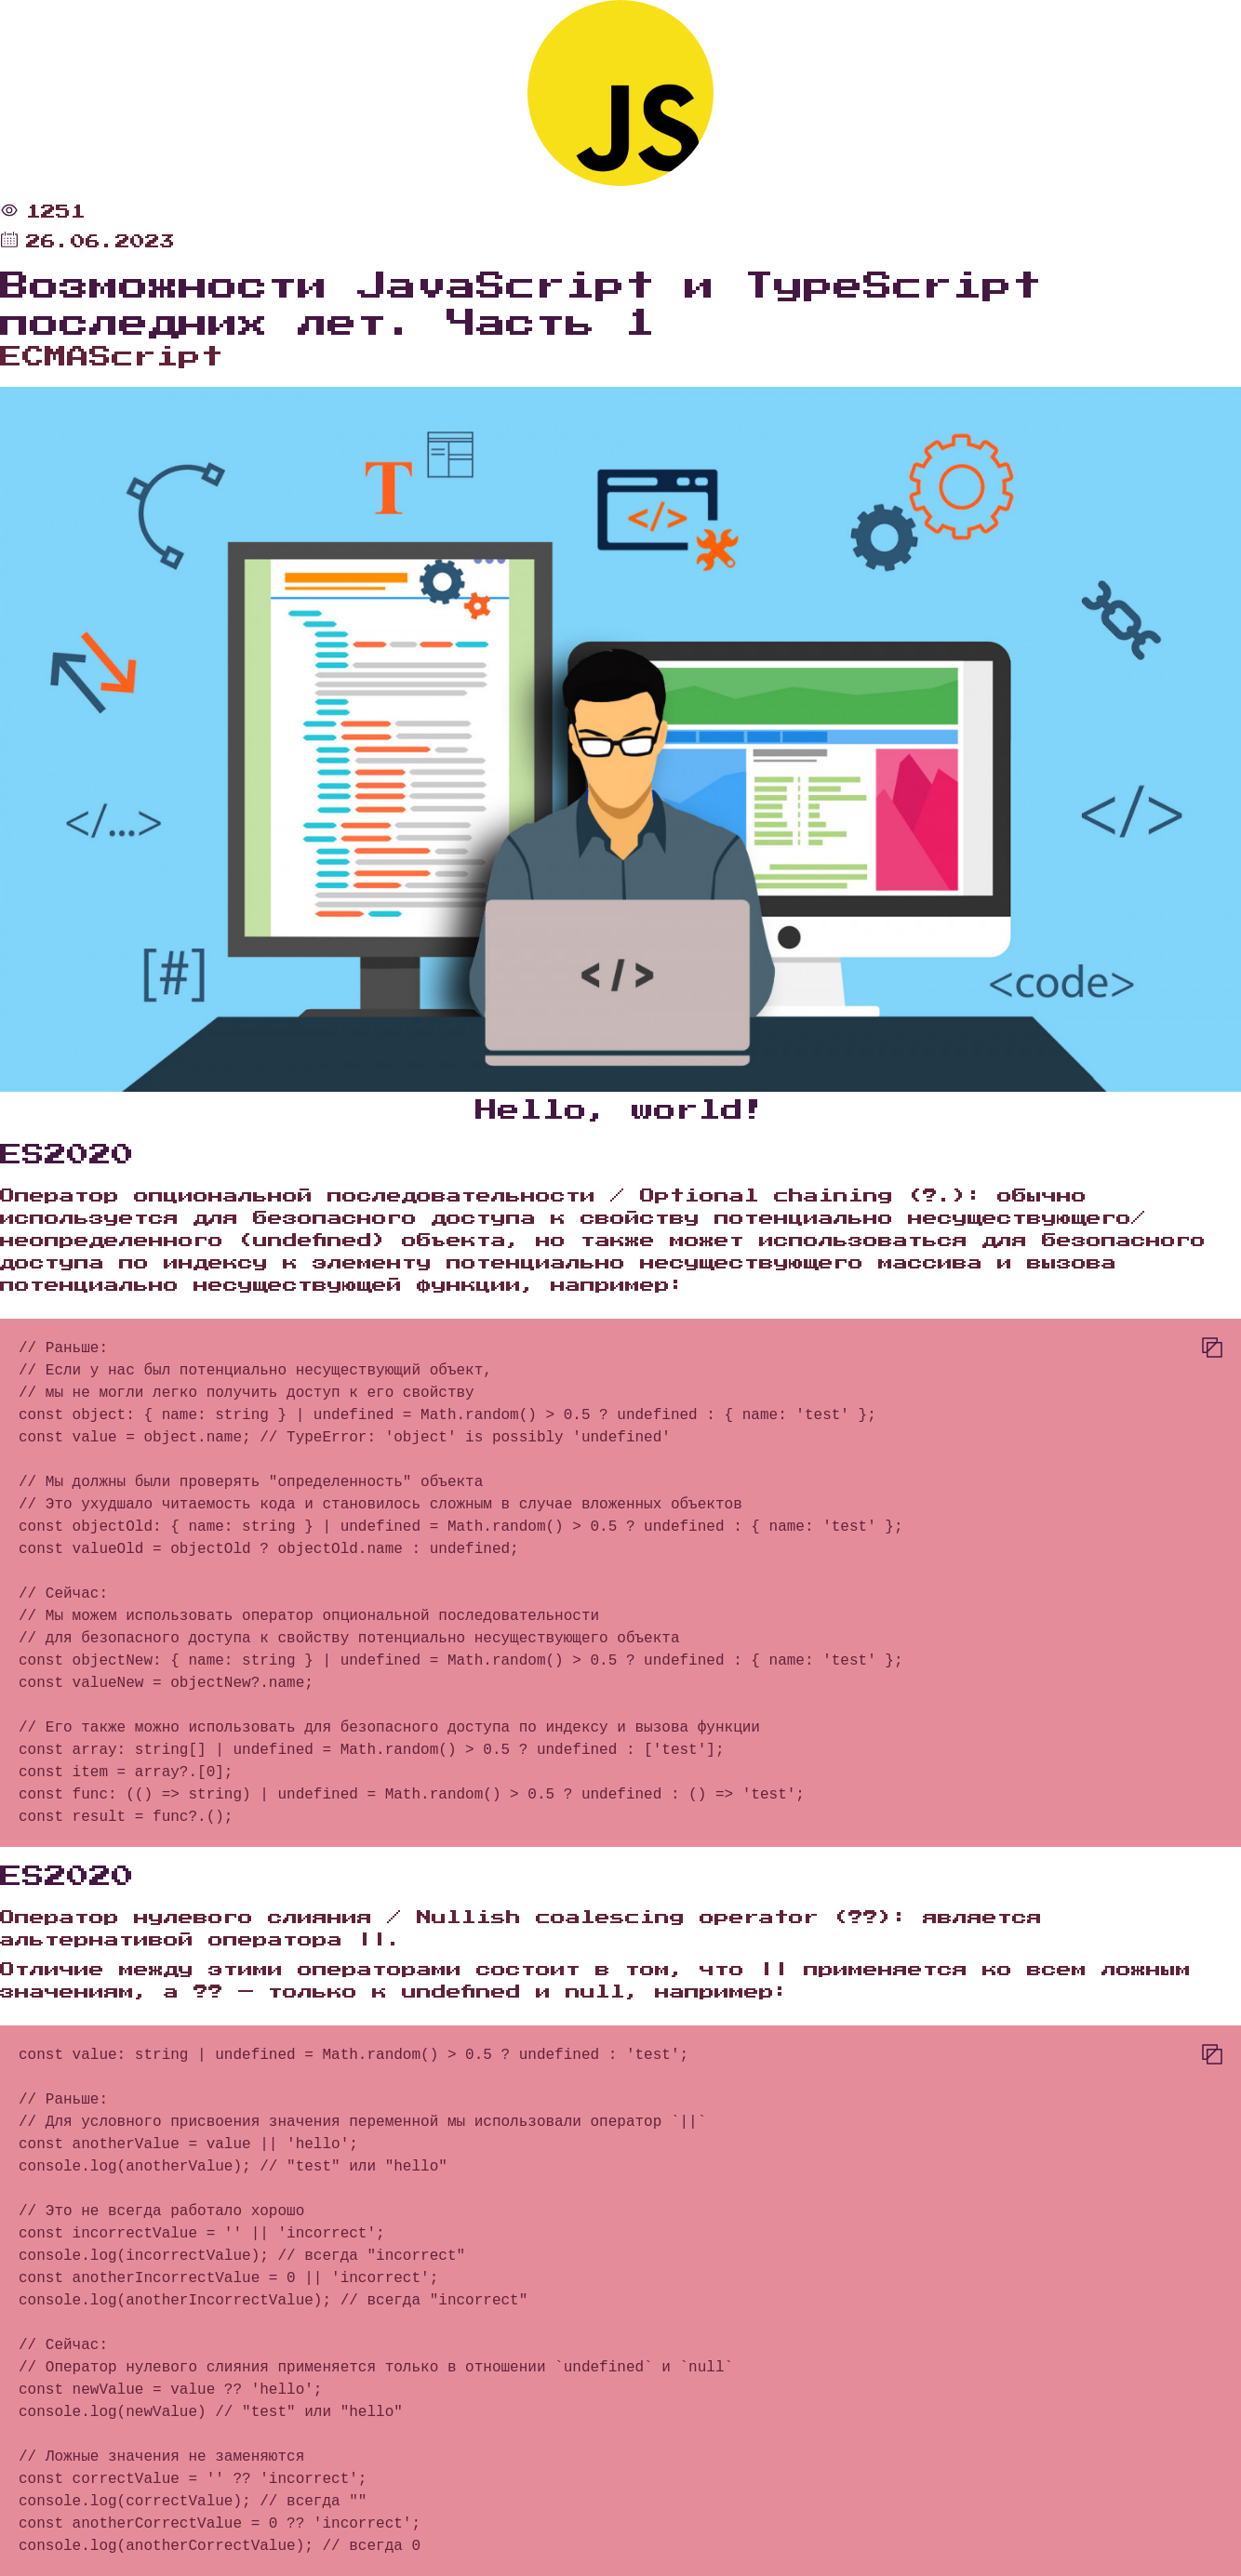 JS
1251
26.06.2023
Возможности JavaScript и TypeScript
последних лет. Часть 1
ECMAScript
T
</>
</...>
</>
[#]
</>
<code>
Hello, world!
ES2020
Оператор опциональной последовательности / Optional chaining (?.): обычно
используется для безопасного доступа к свойству потенциально несуществующего/
неопределенного (undefined) объекта, но также может использоваться для безопасного
доступа по индексу к элементу потенциально несуществующего массива и вызова
потенциально несуществующей функции, например:
// Раньше:
// Если у нас был потенциально несуществующий объект,
// мы не могли легко получить доступ к его свойству
const object: { name: string } | undefined = Math.random() > 0.5 ? undefined : { name: 'test' };
const value = object.name; // TypeError: 'object' is possibly 'undefined'
// Мы должны были проверять "определенность" объекта
// Это ухудшало читаемость кода и становилось сложным в случае вложенных объектов
const objectOld: { name: string } | undefined = Math.random() > 0.5 ? undefined : { name: 'test' };
const valueOld = objectOld ? objectOld.name : undefined;
// Сейчас:
// Мы можем использовать оператор опциональной последовательности
// для безопасного доступа к свойству потенциально несуществующего объекта
const objectNew: { name: string } | undefined = Math.random() > 0.5 ? undefined : { name: 'test' };
const valueNew = objectNew?.name;
// Его также можно использовать для безопасного доступа по индексу и вызова функции
const array: string[] | undefined = Math.random() > 0.5 ? undefined : ['test'];
const item = array?.[0];
const func: (() => string) | undefined = Math.random() > 0.5 ? undefined : () => 'test';
const result = func?.();
ES2020
Оператор нулевого слияния / Nullish coalescing operator (??): является
альтернативой оператора ||.
Отличие между этими операторами состоит в том, что || применяется ко всем ложным
значениям, а ?? — только к undefined и null, например:
const value: string | undefined = Math.random() > 0.5 ? undefined : 'test';
// Раньше:
// Для условного присвоения значения переменной мы использовали оператор `||`
const anotherValue = value || 'hello';
console.log(anotherValue); // "test" или "hello"
// Это не всегда работало хорошо
const incorrectValue = '' || 'incorrect';
console.log(incorrectValue); // всегда "incorrect"
const anotherIncorrectValue = 0 || 'incorrect';
console.log(anotherIncorrectValue); // всегда "incorrect"
// Сейчас:
// Оператор нулевого слияния применяется только в отношении `undefined` и `null`
const newValue = value ?? 'hello';
console.log(newValue) // "test" или "hello"
// Ложные значения не заменяются
const correctValue = '' ?? 'incorrect';
console.log(correctValue); // всегда ""
const anotherCorrectValue = 0 ?? 'incorrect';
console.log(anotherCorrectValue); // всегда 0